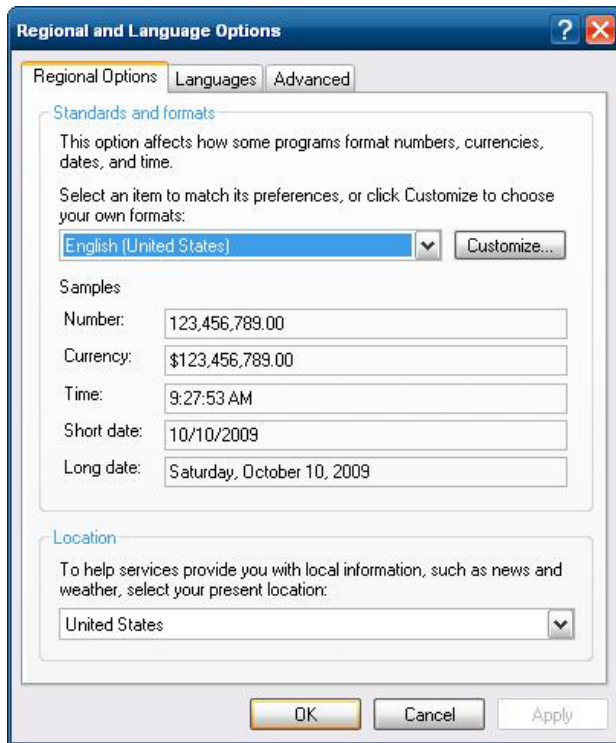 Regional and Language Options
Regional Options Languages Advanced
Standards and formats
This option affects how some programs format numbers, currencies,
dates, and time.
Select an item to match its preferences, or click Customize to choose
your own formats:
English (United States) Customize...
Samples
Number: 123,456,789.00
Currency: $123,456,789.00
Time: 9:27:53 AM
Short date: 10/10/2009
Long date: Saturday, October 10, 2009
Location
To help services provide you with local information, such as news and
weather, select your present location:
United States
OK Cancel Apply